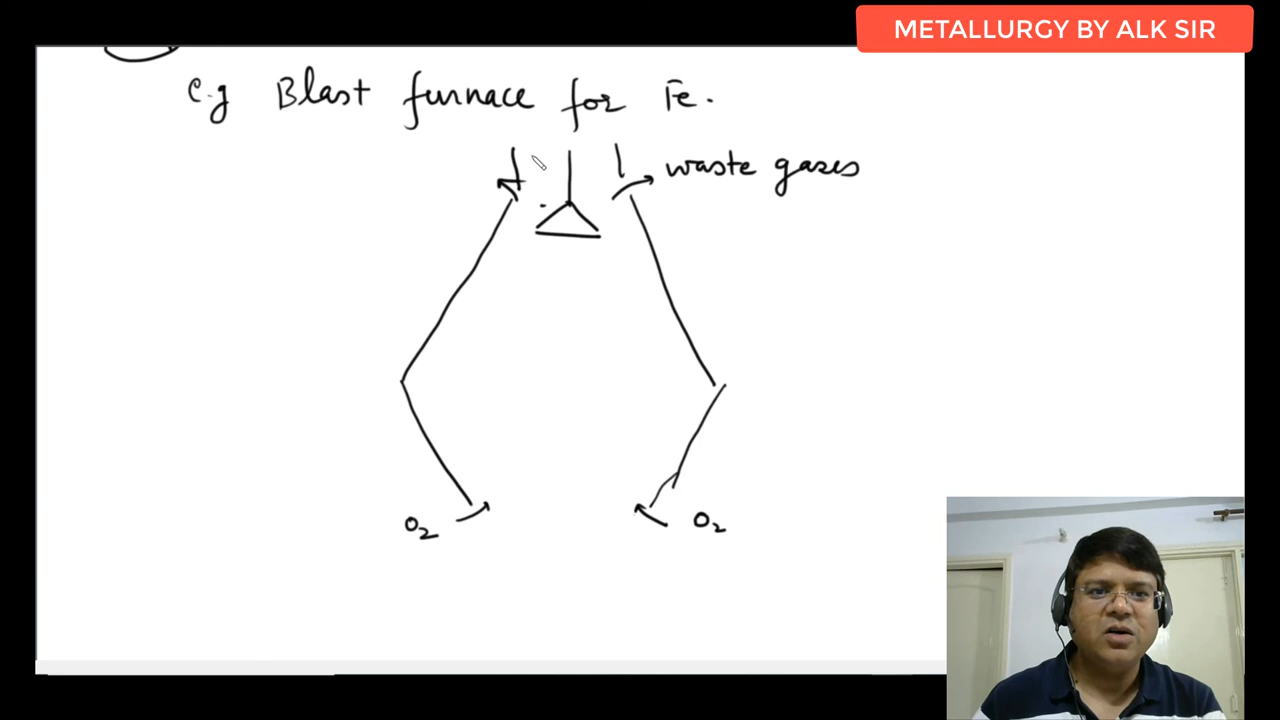 METALLURGY BY ALK SIR
e.g Blast furnace for Fe.
waste gases
O₂
O₂